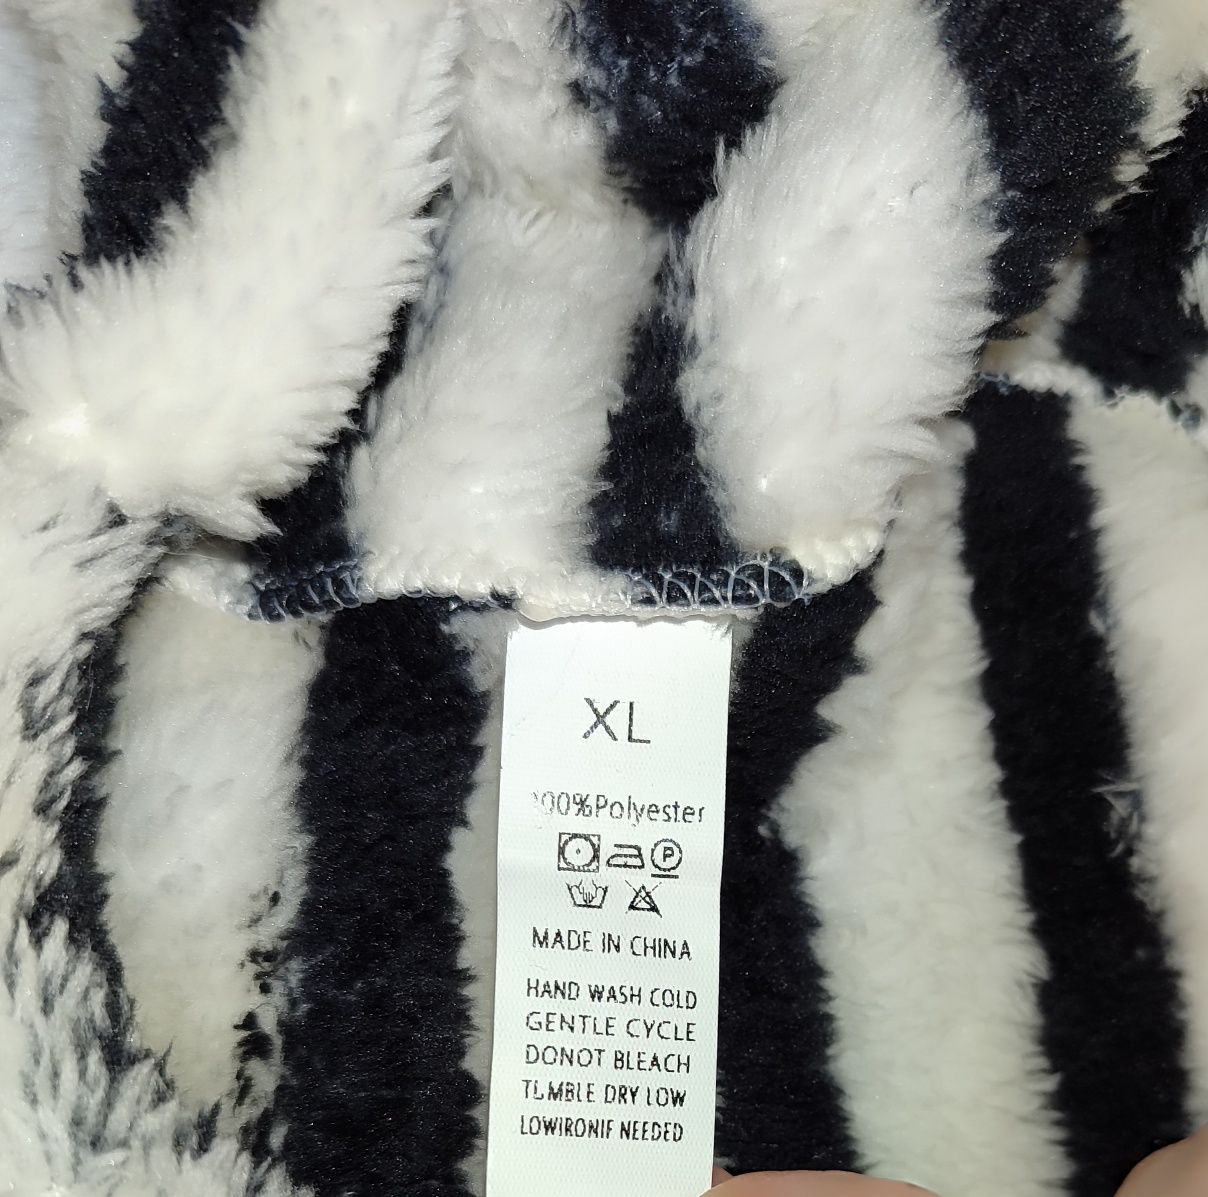 XL
100%Polyester
P
MADE IN CHINA
HAND WASH COLD
GENTLE CYCLE
DONOT BLEACH
TUMBLE DRY LOW
LOWIRONIF NEEDED